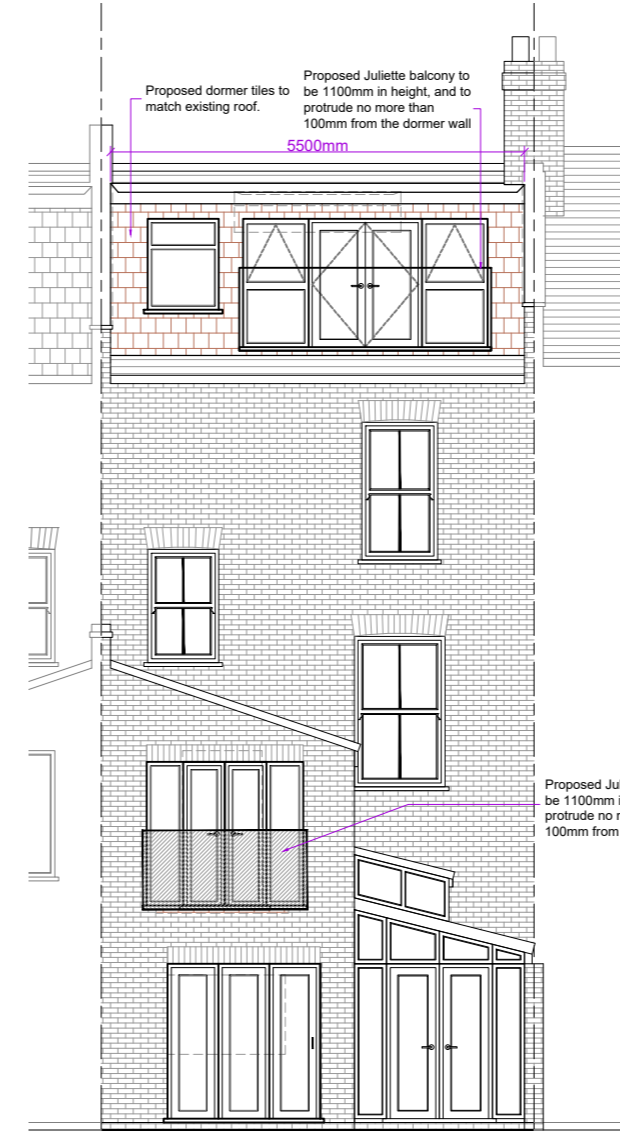 Proposed dormer tiles to
match existing roof.
Proposed Juliette balcony to
be 1100mm in height, and to
protrude no more than
100mm from the dormer wall
5500mm
Proposed
be 1100mm
protrude no
100mm from